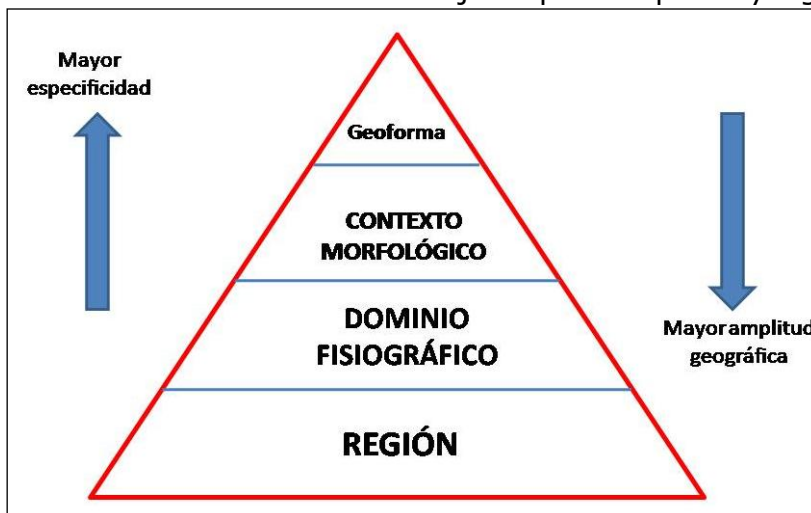 Mayor
especificidad
Geoforma
CONTEXTO
MORFOLÓGICO
DOMINIO
FISIOGRÁFICO
REGIÓN
Mayor amplitud
geográfica